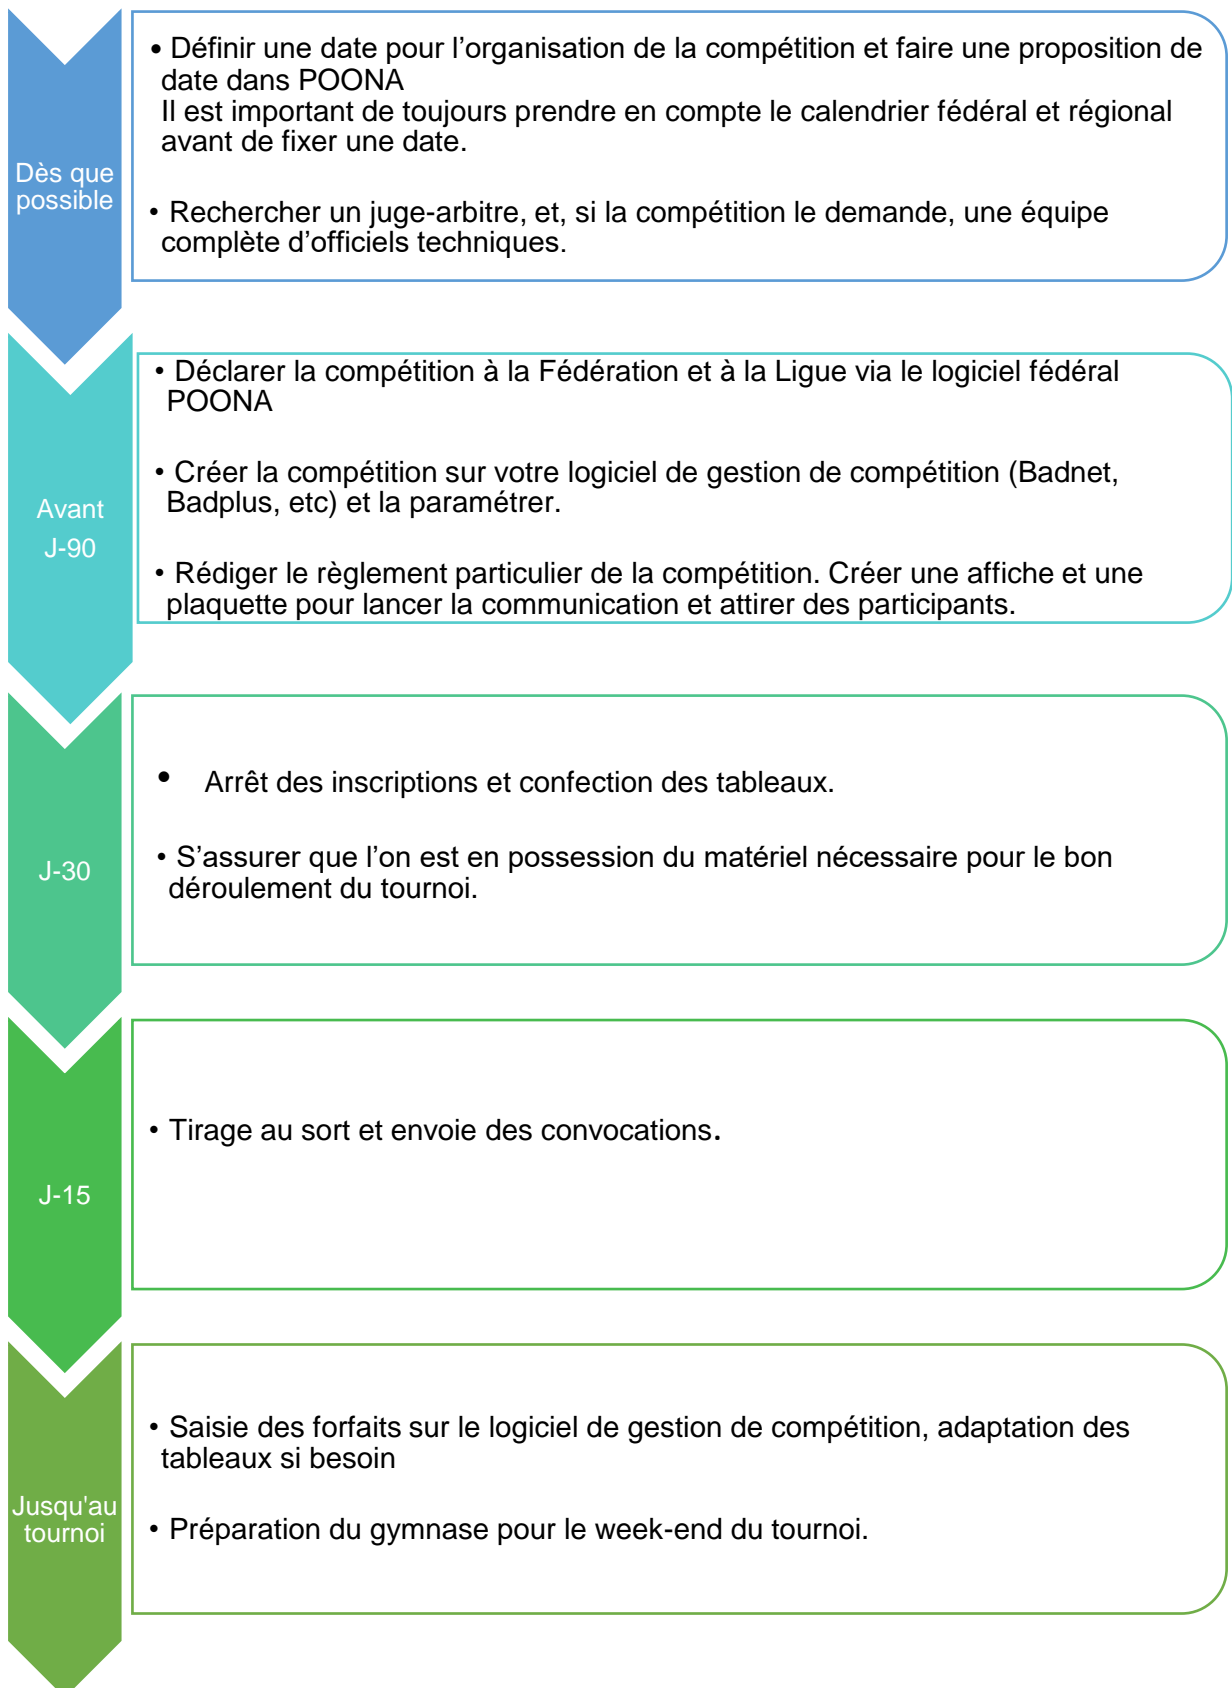 Dès que
possible
• Définir une date pour l'organisation de la compétition et faire une proposition de
date dans POONA
Il est important de toujours prendre en compte le calendrier fédéral et régional
avant de fixer une date.
• Rechercher un juge-arbitre, et, si la compétition le demande, une équipe
complète d'officiels techniques.
Avant
J-90
• Déclarer la compétition à la Fédération et à la Ligue via le logiciel fédéral
POONA
• Créer la compétition sur votre logiciel de gestion de compétition (Badnet,
Badplus, etc) et la paramétrer.
• Rédiger le règlement particulier de la compétition. Créer une affiche et une
plaquette pour lancer la communication et attirer des participants.
J-30
• Arrêt des inscriptions et confection des tableaux.
• S'assurer que l'on est en possession du matériel nécessaire pour le bon
déroulement du tournoi.
J-15
• Tirage au sort et envoie des convocations.
Jusqu'au
tournoi
• Saisie des forfaits sur le logiciel de gestion de compétition, adaptation des
tableaux si besoin
• Préparation du gymnase pour le week-end du tournoi.